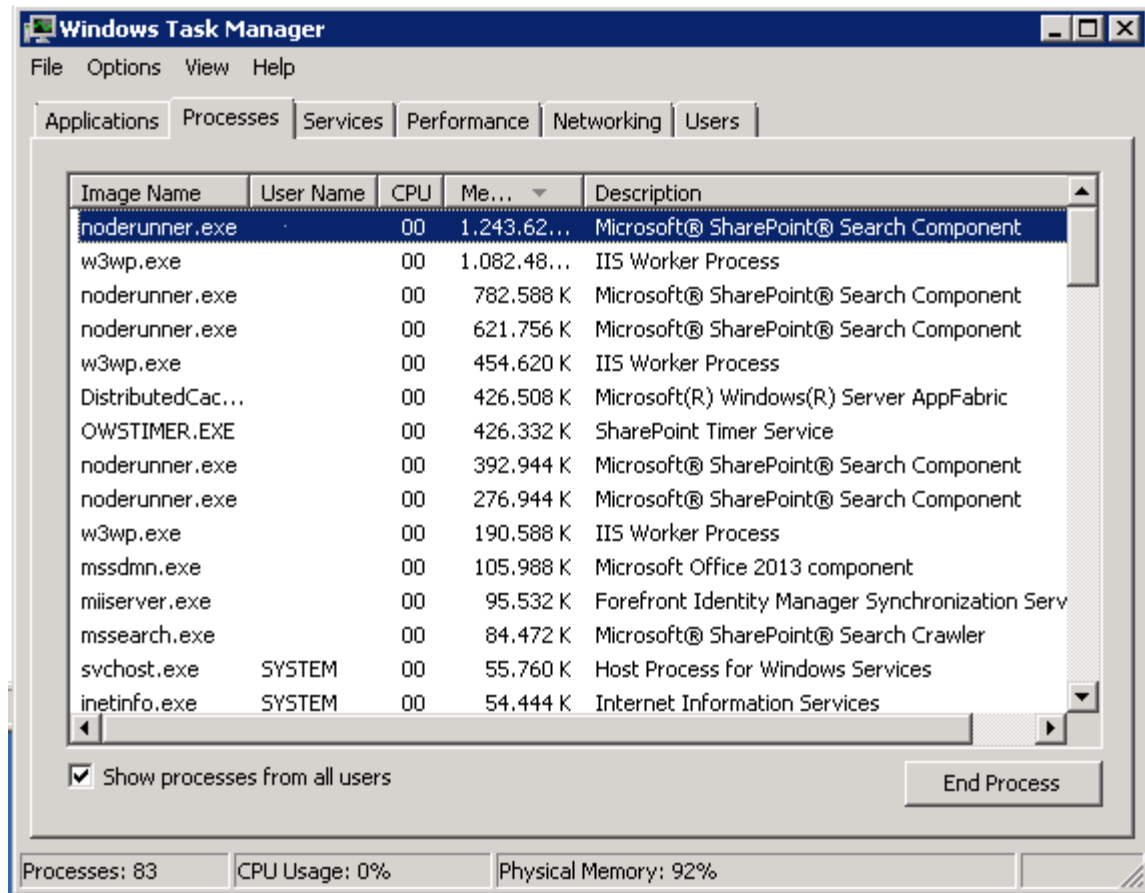 Windows Task Manager
File Options View Help
Applications Processes Services Performance Networking Users
Image Name User Name CPU Me... Description
noderunner.exe 00 1.243.62... Microsoft® SharePoint® Search Component
w3wp.exe 00 1.082.48... IIS Worker Process
noderunner.exe 00 782.588 K Microsoft® SharePoint® Search Component
noderunner.exe 00 621.756 K Microsoft® SharePoint® Search Component
w3wp.exe 00 454.620 K IIS Worker Process
DistributedCac... 00 426.508 K Microsoft(R) Windows(R) Server AppFabric
OWSTIMER.EXE 00 426.332 K SharePoint Timer Service
noderunner.exe 00 392.944 K Microsoft® SharePoint® Search Component
noderunner.exe 00 276.944 K Microsoft® SharePoint® Search Component
w3wp.exe 00 190.588 K IIS Worker Process
mssdmn.exe 00 105.988 K Microsoft Office 2013 component
miiserver.exe 00 95.532 K Forefront Identity Manager Synchronization Serv
mssearch.exe 00 84.472 K Microsoft® SharePoint® Search Crawler
svchost.exe SYSTEM 00 55.760 K Host Process for Windows Services
inetinfo.exe SYSTEM 00 54.444 K Internet Information Services
Show processes from all users
End Process
Processes: 83 CPU Usage: 0% Physical Memory: 92%